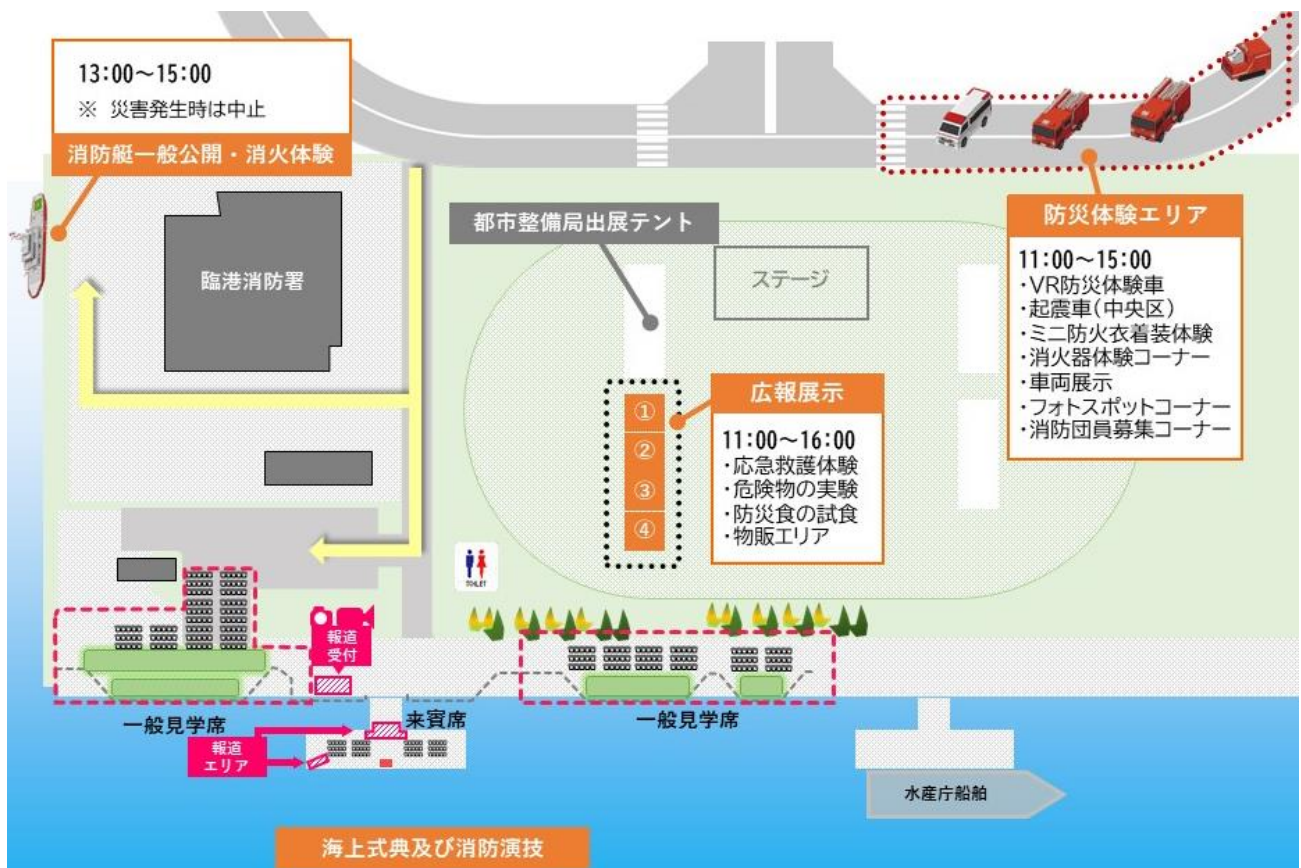 13:00～15:00
※ 災害発生時は中止
消防艇一般公開・消火体験
臨港消防署
都市整備局出展テント
ステージ
防災体験エリア
11:00～15:00
・VR防災体験車
・起震車(中央区)
・ミニ防火衣着装体験
・消火器体験コーナー
・車両展示
・フォトスポットコーナー
・消防団員募集コーナー
広報展示
11:00～16:00
・応急救護体験
・危険物の実験
・防災食の試食
・物販エリア
①
②
③
④
TOILET
報道
受付
一般見学席
来賓席
一般見学席
報道
エリア
水産庁船舶
海上式典及び消防演技